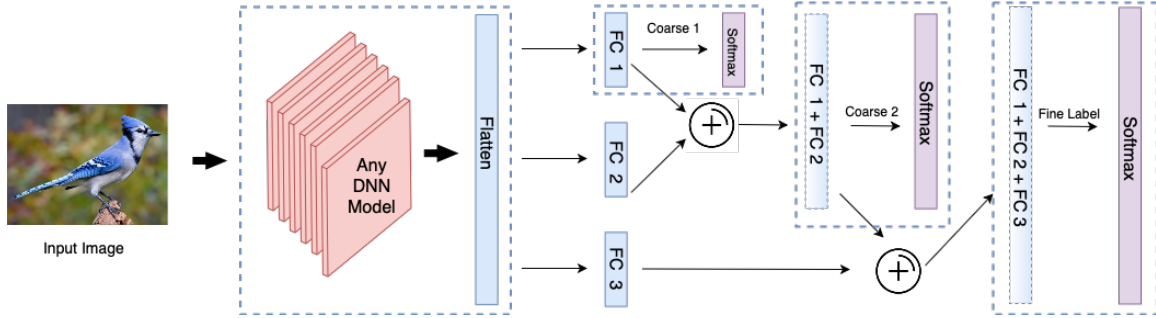 Input Image
Any
DNN
Model
Flatten
FC 1
Coarse 1
Softmax
FC 2
FC 3
FC 1 + FC 2
Coarse 2
Softmax
FC 1 + FC 2 + FC 3
Fine Label
Softmax